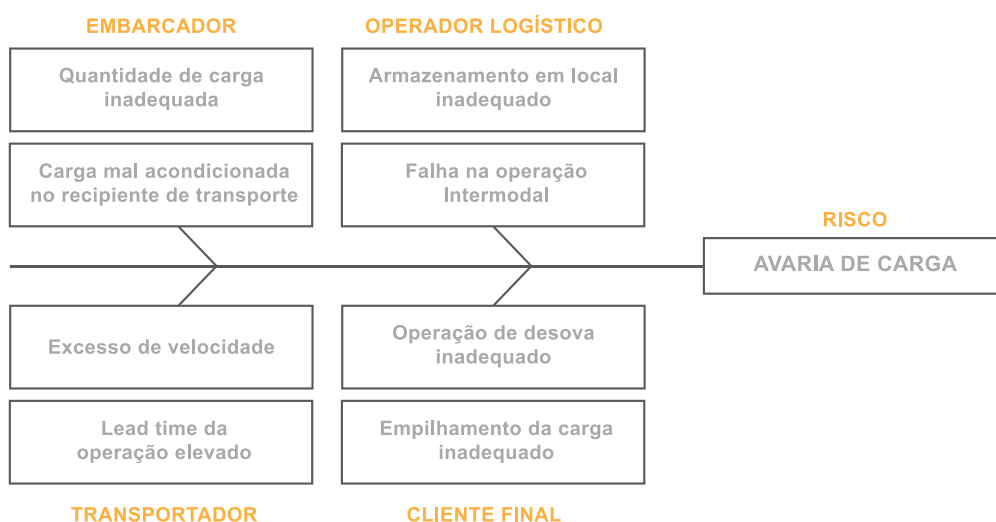 EMBARCADOR
Quantidade de carga
inadequada
Carga mal acondicionada
no recipiente de transporte
OPERADOR LOGÍSTICO
Armazenamento em local
inadequado
Falha na operação
Intermodal
RISCO
AVARIA DE CARGA
Excesso de velocidade
Lead time da
operação elevado
TRANSPORTADOR
Operação de desova
inadequado
Empilhamento da carga
inadequado
CLIENTE FINAL